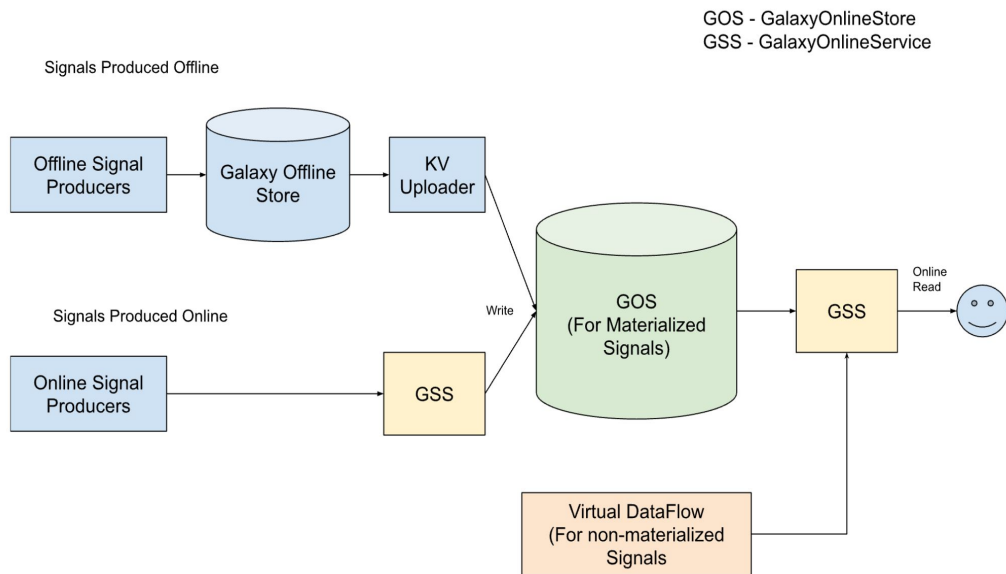 GOS - GalaxyOnlineStore
GSS - GalaxyOnlineService
Signals Produced Offline
Offline Signal
Producers
Galaxy Offline
Store
KV
Uploader
Signals Produced Online
Online Signal
Producers
GSS
Write
GOS
(For Materialized
Signals)
GSS
Online
Read
Virtual DataFlow
(For non-materialized
Signals